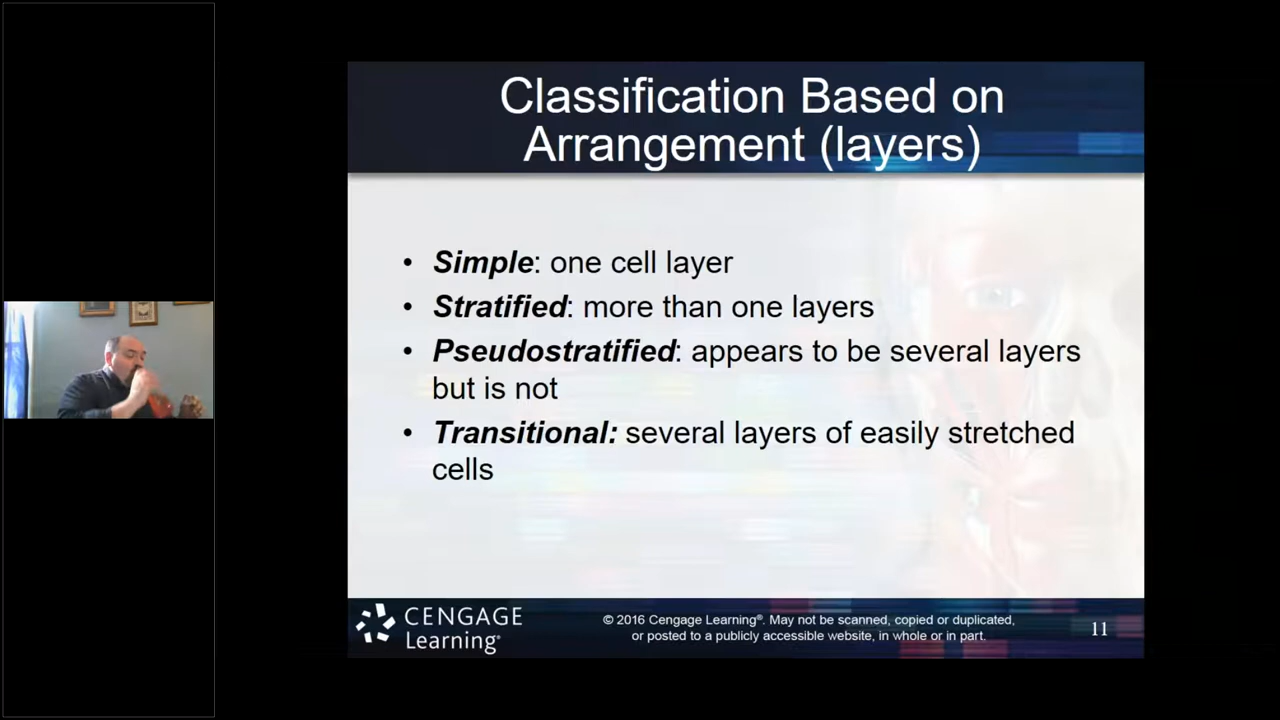 Classification Based on
Arrangement (layers)
• Simple: one cell layer
• Stratified: more than one layers
• Pseudostratified: appears to be several layers
but is not
• Transitional: several layers of easily stretched
cells
CENGAGE
Learning®
© 2016 Cengage Learning®. May not be scanned, copied or duplicated,
or posted to a publicly accessible website, in whole or in part.
11